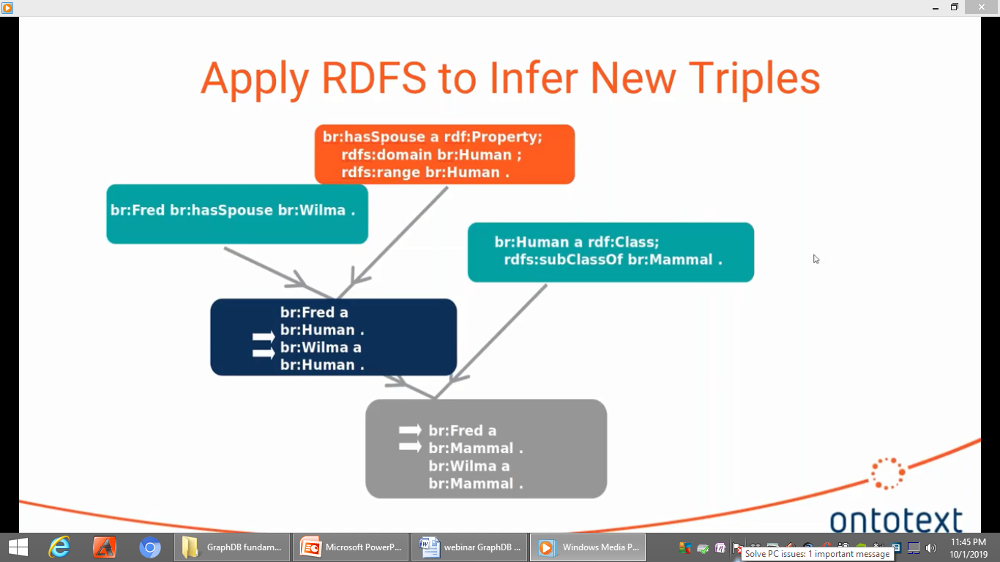 Apply RDFS to Infer New Triples
br:hasSpouse a rdf:Property;
rdfs:domain br:Human ;
rdfs:range br:Human .
br:Fred br:hasSpouse br:Wilma .
br:Human a rdf:Class;
rdfs:subClassOf br:Mammal .
br:Fred a
br:Human .
br:Wilma a
br:Human .
br:Fred a
br:Mammal .
br:Wilma a
br:Mammal .
ontotext
GraphDB fundam...
Microsoft PowerP...
webinar GraphDB ...
Windows Media P...
Solve PC issues: 1 important message
11:45 PM
10/1/2019